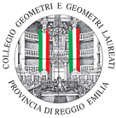 COLLEGIO GEOMETRI E GEOMETRI LAUREATI
PROVINCIA DI REGGIO EMILIA